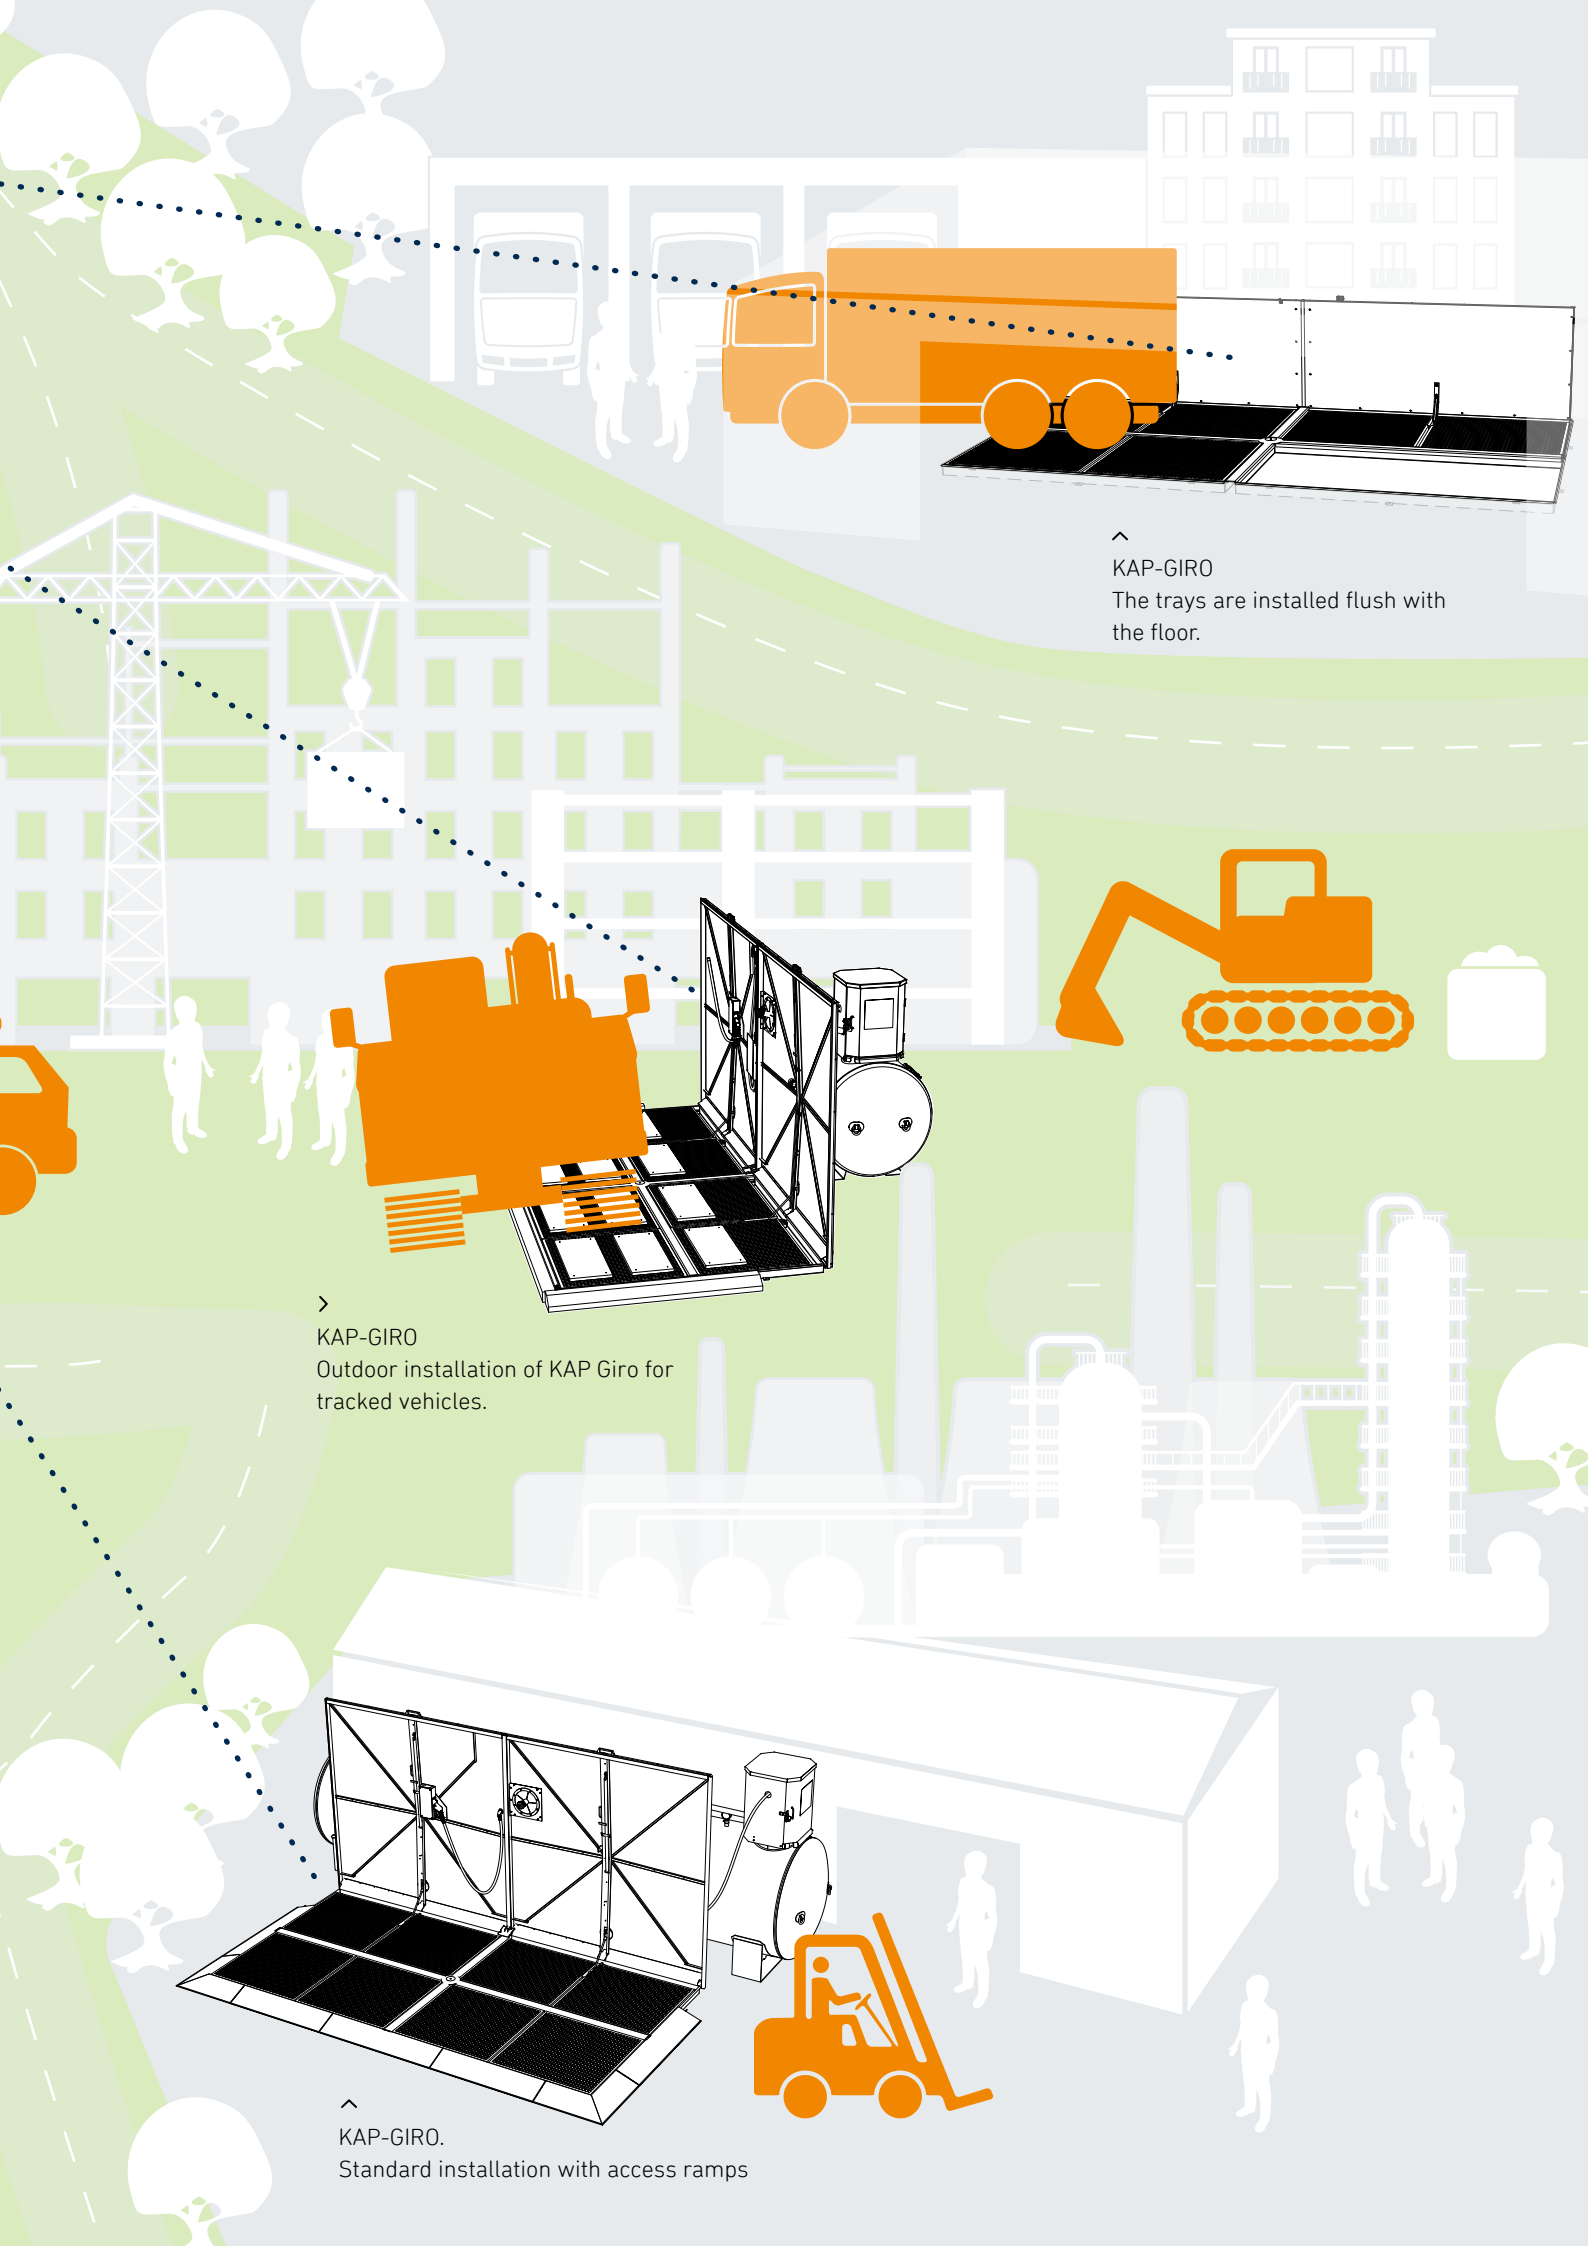 KAP-GIRO
The trays are installed flush with
the floor.
KAP-GIRO
Outdoor installation of KAP Giro for
tracked vehicles.
KAP-GIRO.
Standard installation with access ramps